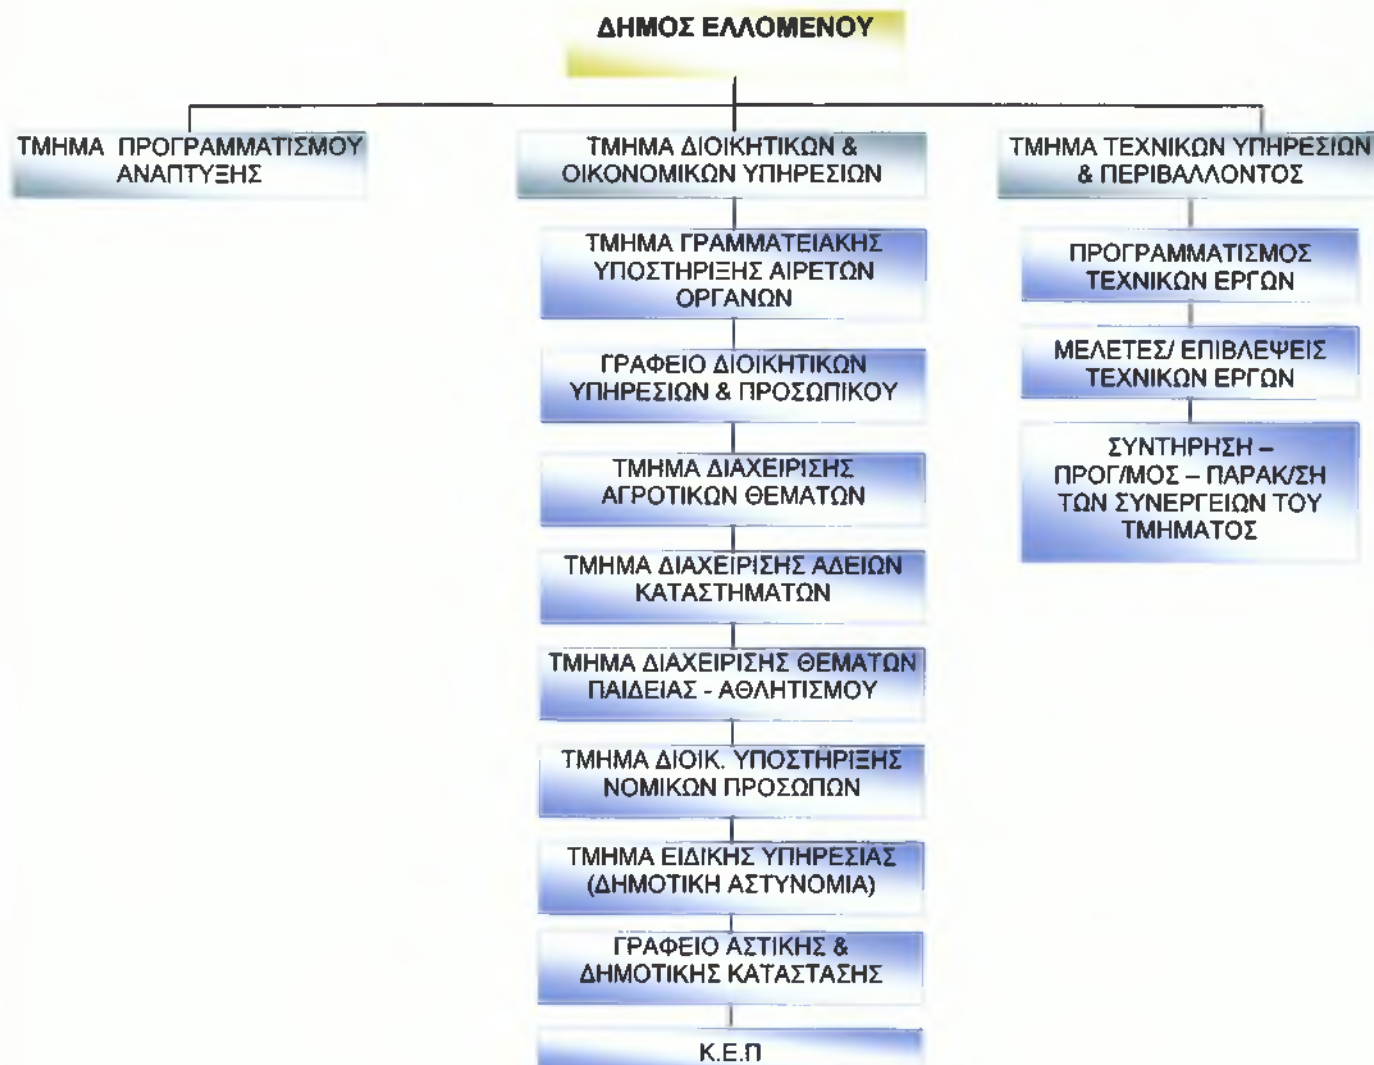 ΔΗΜΟΣ ΕΛΛΟΜΕΝΟΥ
ΤΜΗΜΑ ΠΡΟΓΡΑΜΜΑΤΙΣΜΟΥ
ΑΝΑΠΤΥΞΗΣ
ΤΜΗΜΑ ΔΙΟΙΚΗΤΙΚΩΝ &
ΟΙΚΟΝΟΜΙΚΩΝ ΥΠΗΡΕΣΙΩΝ
ΤΜΗΜΑ ΓΡΑΜΜΑΤΕΙΑΚΗΣ
ΥΠΟΣΤΗΡΙΞΗΣ ΑΙΡΕΤΩΝ
ΟΡΓΑΝΩΝ
ΓΡΑΦΕΙΟ ΔΙΟΙΚΗΤΙΚΩΝ
ΥΠΗΡΕΣΙΩΝ & ΠΡΟΣΩΠΙΚΟΥ
ΤΜΗΜΑ ΔΙΑΧΕΙΡΙΣΗΣ
ΑΓΡΟΤΙΚΩΝ ΘΕΜΑΤΩΝ
ΤΜΗΜΑ ΔΙΑΧΕΙΡΙΣΗΣ ΑΔΕΙΩΝ
ΚΑΤΑΣΤΗΜΑΤΩΝ
ΤΜΗΜΑ ΔΙΑΧΕΙΡΙΣΗΣ ΘΕΜΑΤΩΝ
ΠΑΙΔΕΙΑΣ - ΑΘΛΗΤΙΣΜΟΥ
ΤΜΗΜΑ ΔΙΟΙΚ. ΥΠΟΣΤΗΡΙΞΗΣ
ΝΟΜΙΚΩΝ ΠΡΟΣΩΠΩΝ
ΤΜΗΜΑ ΕΙΔΙΚΗΣ ΥΠΗΡΕΣΙΑΣ
(ΔΗΜΟΤΙΚΗ ΑΣΤΥΝΟΜΙΑ)
ΓΡΑΦΕΙΟ ΑΣΤΙΚΗΣ &
ΔΗΜΟΤΙΚΗΣ ΚΑΤΑΣΤΑΣΗΣ
Κ.Ε.Π
ΤΜΗΜΑ ΤΕΧΝΙΚΩΝ ΥΠΗΡΕΣΙΩΝ
& ΠΕΡΙΒΑΛΛΟΝΤΟΣ
ΠΡΟΓΡΑΜΜΑΤΙΣΜΟΣ
ΤΕΧΝΙΚΩΝ ΕΡΓΩΝ
ΜΕΛΕΤΕΣ/ ΕΠΙΒΛΕΨΕΙΣ
ΤΕΧΝΙΚΩΝ ΕΡΓΩΝ
ΣΥΝΤΗΡΗΣΗ –
ΠΡΟΓ/ΜΟΣ – ΠΑΡΑΚ/ΣΗ
ΤΩΝ ΣΥΝΕΡΓΕΙΩΝ ΤΟΥ
ΤΜΗΜΑΤΟΣ